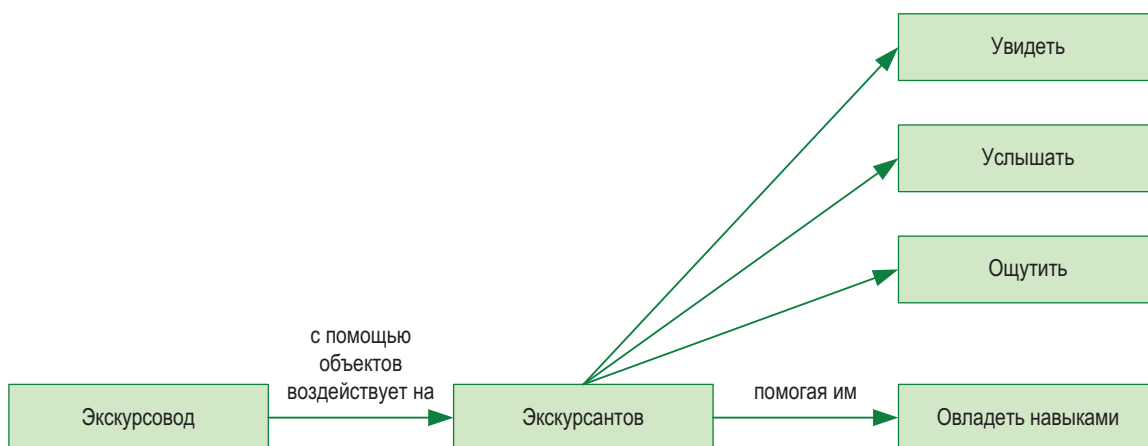 Увидеть
Услышать
Ощутить
с помощью
объектов
воздействует на
помогая им
Экскурсовод
Экскурсантов
Овладеть навыками